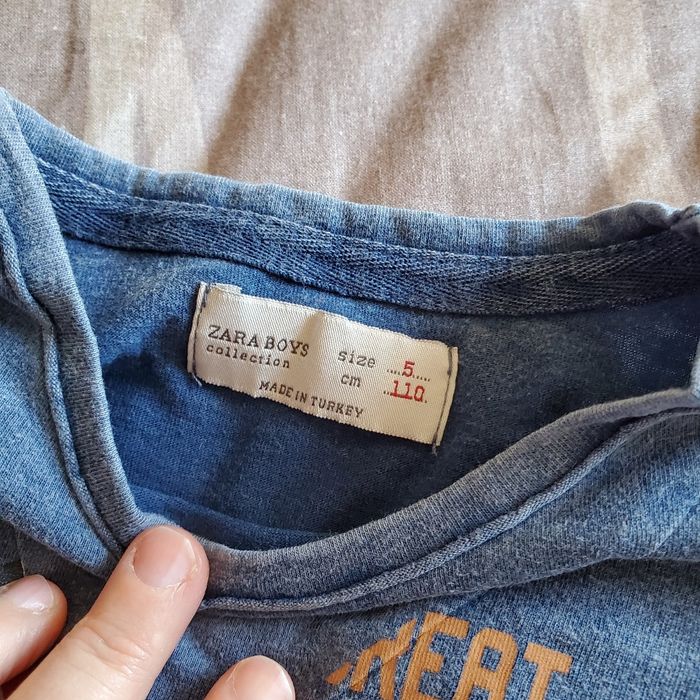 ZARA BOYS
collection
size ....5....
cm ..110.
MADE IN TURKEY